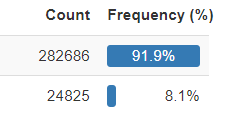 Count Frequency (%)
282686 91.9%
24825 8.1%